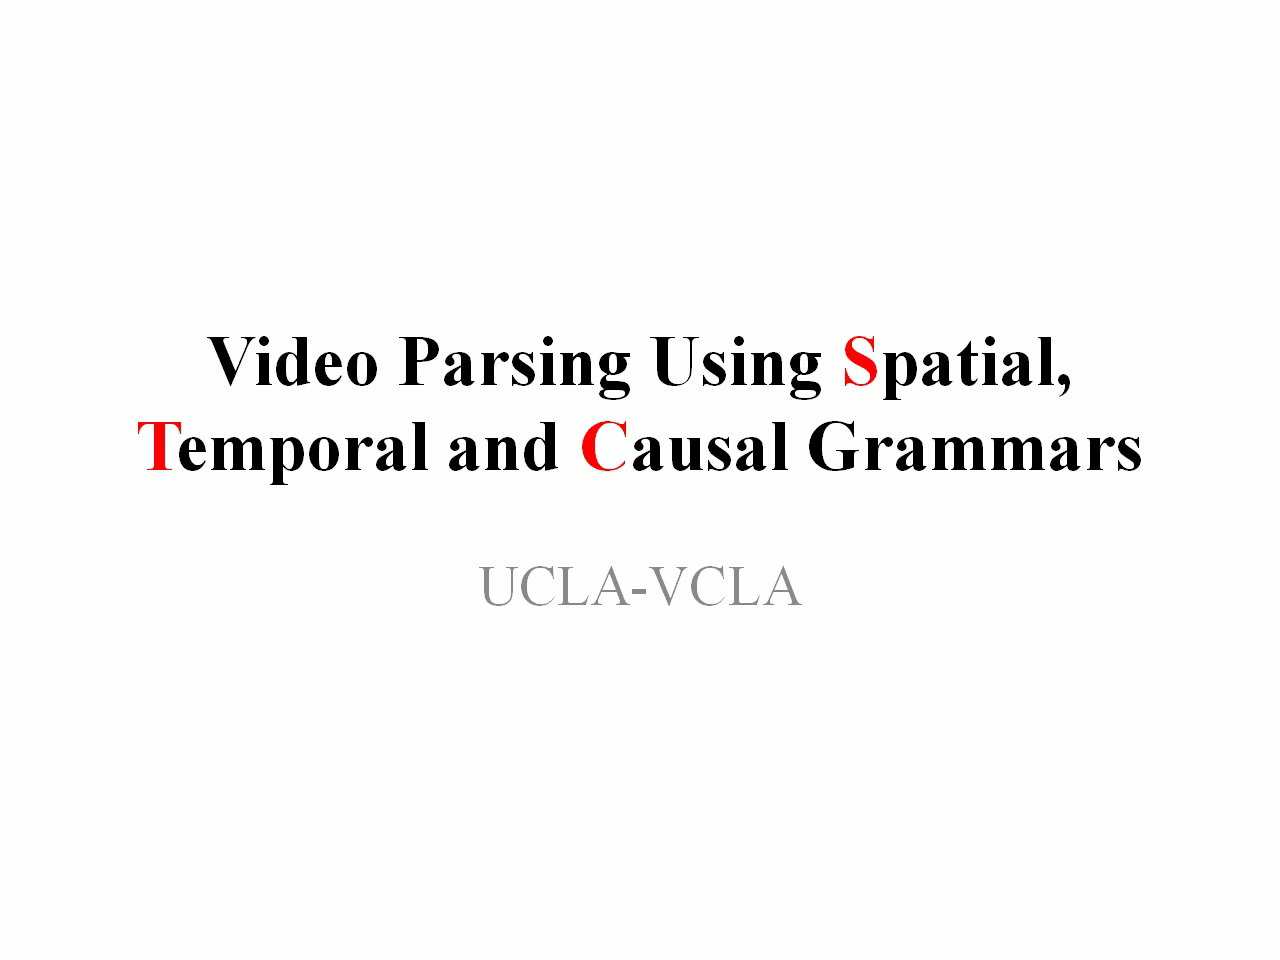 Video Parsing Using Spatial,
Temporal and Causal Grammars
UCLA-VCLA